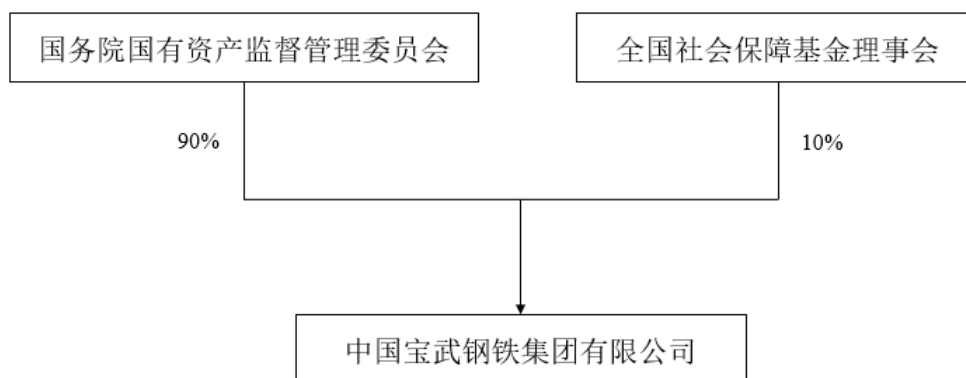 国务院国有资产监督管理委员会
全国社会保障基金理事会
90%
10%
中国宝武钢铁集团有限公司